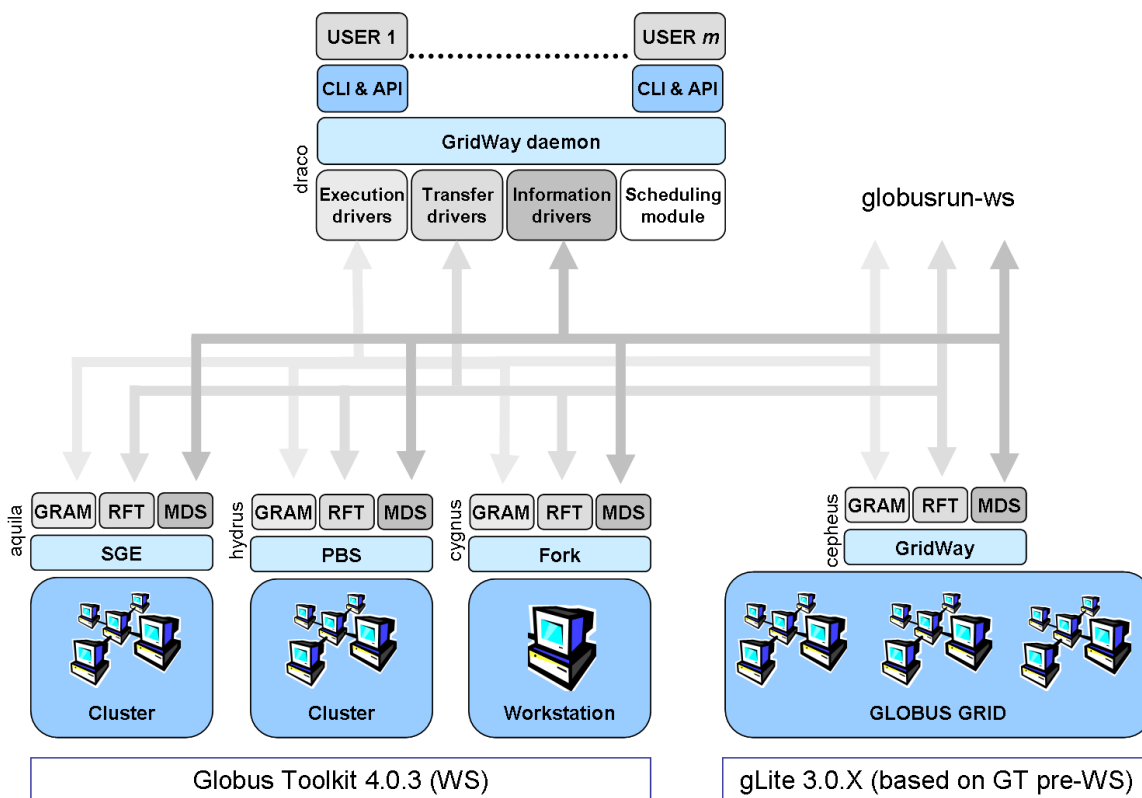 USER 1
USER m
CLI & API
CLI & API
GridWay daemon
draco
Execution drivers
Transfer drivers
Information drivers
Scheduling module
globusrun-ws
aquila
GRAM RFT MDS
SGE
Cluster
hydrus
GRAM RFT MDS
PBS
Cluster
cygnus
GRAM RFT MDS
Fork
Workstation
cepheus
GRAM RFT MDS
GridWay
GLOBUS GRID
Globus Toolkit 4.0.3 (WS)
gLite 3.0.X (based on GT pre-WS)